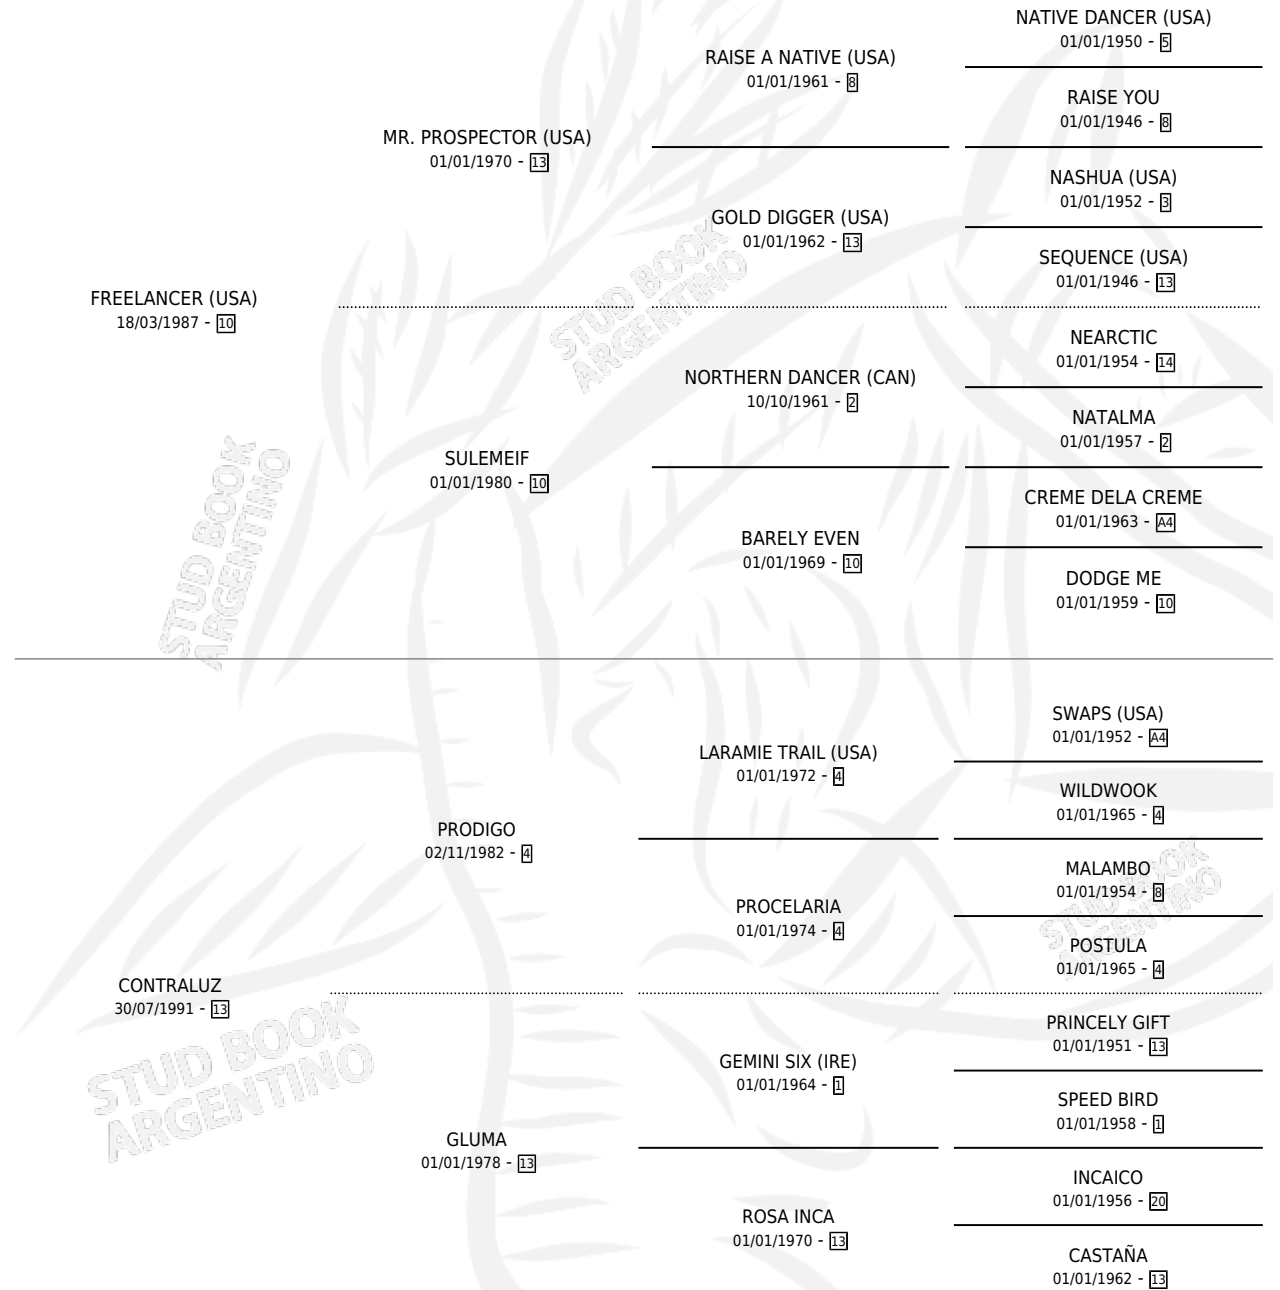 NATIVE DANCER (USA)
01/01/1950 - 5
RAISE A NATIVE (USA)
01/01/1961 - 8
RAISE YOU
01/01/1946 - 8
MR. PROSPECTOR (USA)
01/01/1970 - 13
NASHUA (USA)
01/01/1952 - 3
GOLD DIGGER (USA)
01/01/1962 - 13
SEQUENCE (USA)
01/01/1946 - 13
FREELANCER (USA)
18/03/1987 - 10
STUD BOOK
ARGENTINO
NEARCTIC
01/01/1954 - 14
NORTHERN DANCER (CAN)
10/10/1961 - 2
NATALMA
01/01/1957 - 2
SULEMEIF
01/01/1980 - 10
CREME DELA CREME
01/01/1963 - A4
BARELY EVEN
01/01/1969 - 10
DODGE ME
01/01/1959 - 10
STUD BOOK
ARGENTINO
SWAPS (USA)
01/01/1952 - A4
LARAMIE TRAIL (USA)
01/01/1972 - 4
WILDWOOK
01/01/1965 - 4
PRODIGO
02/11/1982 - 4
MALAMBO
01/01/1954 - 8
PROCELARIA
01/01/1974 - 4
POSTULA
01/01/1965 - 4
STUD BOOK
ARGENTINO
CONTRALUZ
30/07/1991 - 13
PRINCELY GIFT
01/01/1951 - 13
GEMINI SIX (IRE)
01/01/1964 - 1
SPEED BIRD
01/01/1958 - 1
STUD BOOK
ARGENTINO
GLUMA
01/01/1978 - 13
INCAICO
01/01/1956 - 20
ROSA INCA
01/01/1970 - 13
CASTAÑA
01/01/1962 - 13